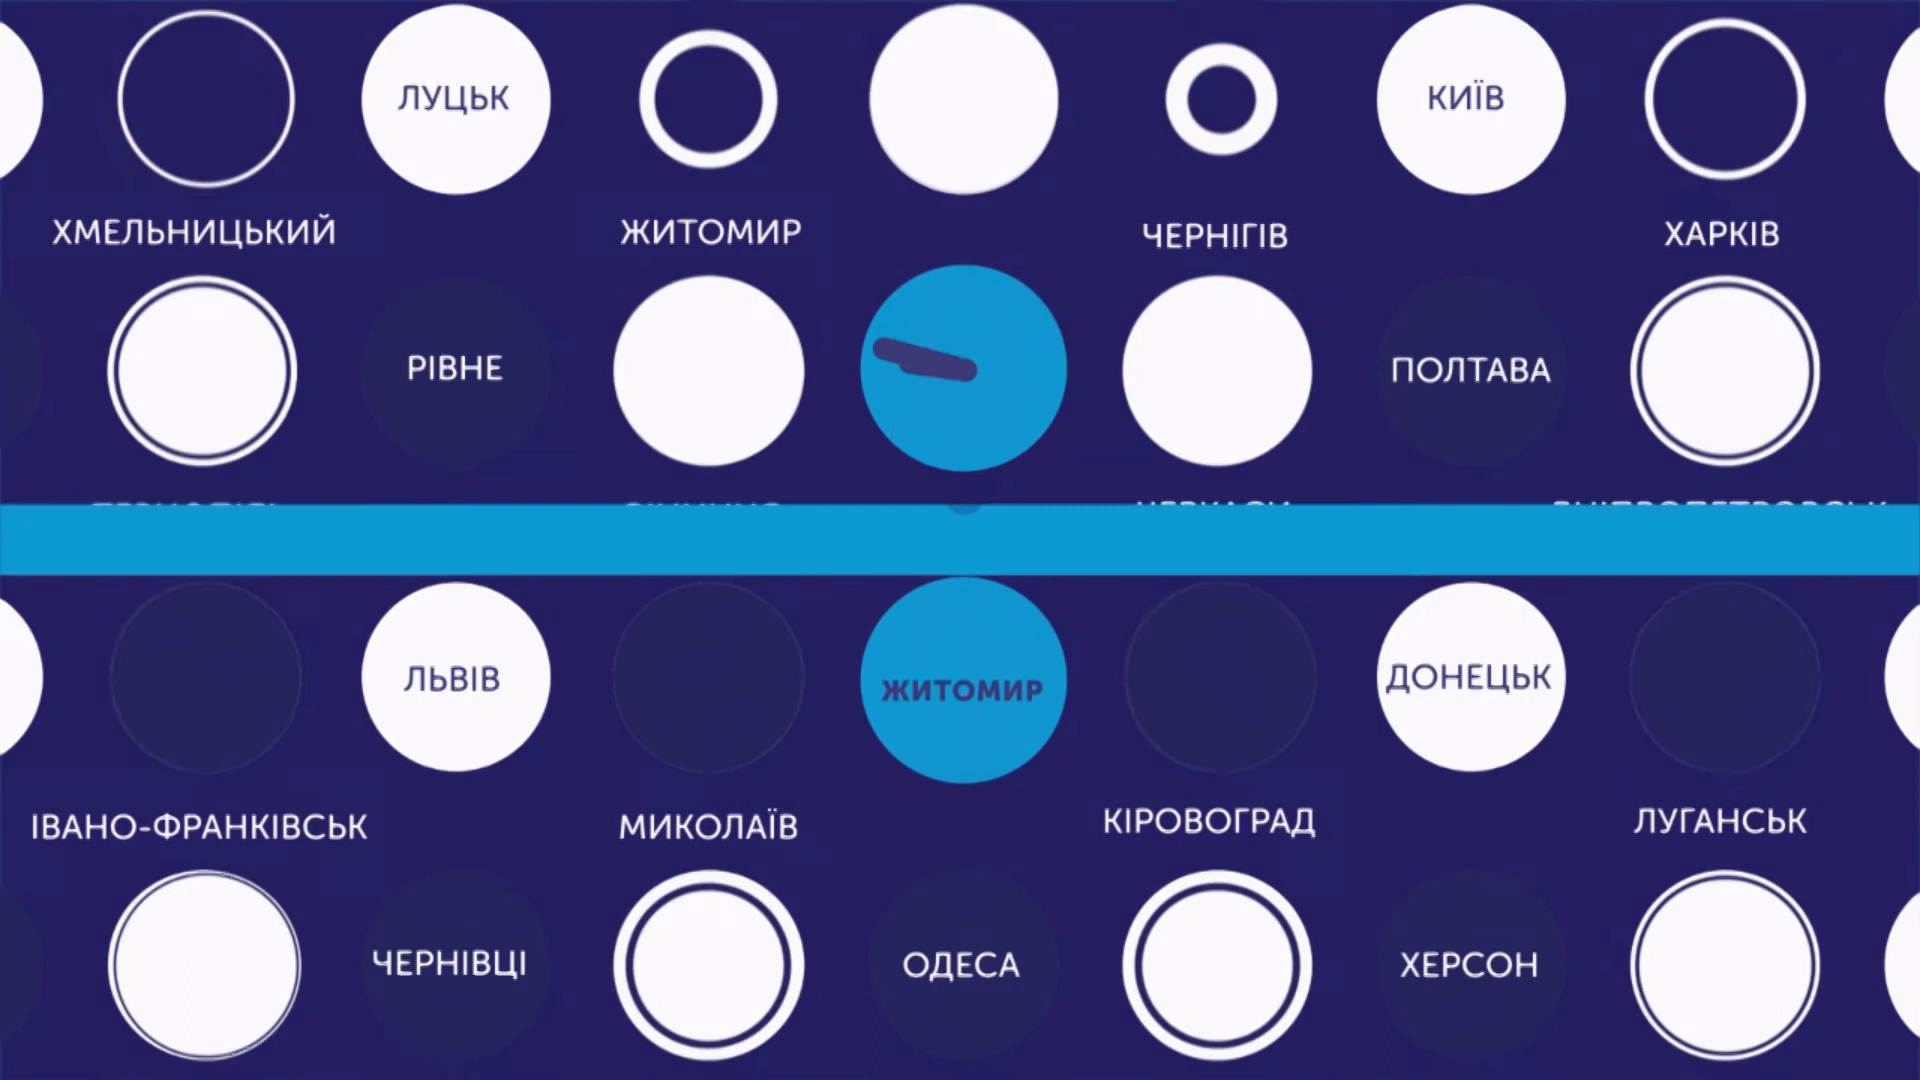 ЛУЦЬК
КИЇВ
ХМЕЛЬНИЦЬКИЙ
ЖИТОМИР
ЧЕРНІГІВ
ХАРКІВ
РІВНЕ
ПОЛТАВА
ЛЬВІВ
ЖИТОМИР
ДОНЕЦЬК
ІВАНО-ФРАНКІВСЬК
МИКОЛАЇВ
КІРОВОГРАД
ЛУГАНСЬК
ЧЕРНІВЦІ
ОДЕСА
ХЕРСОН